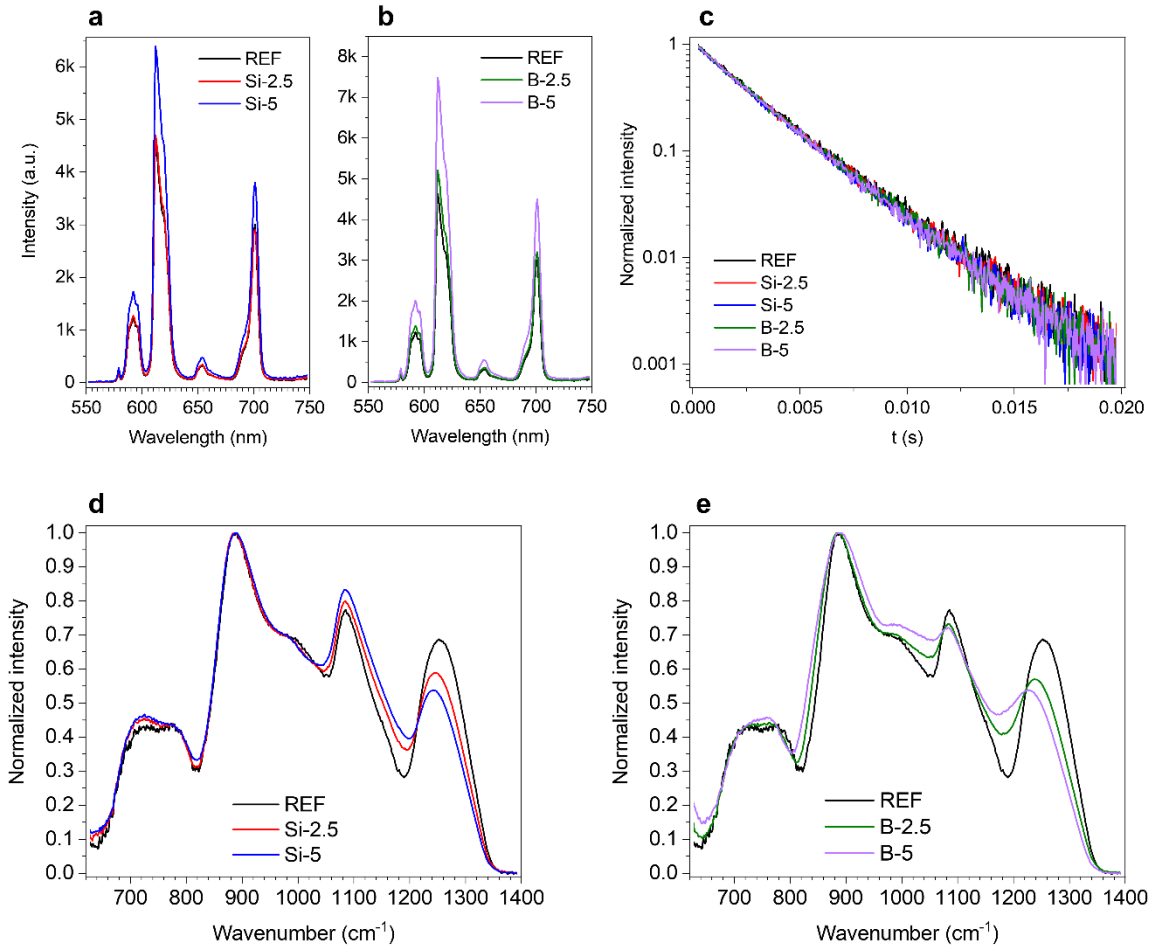 a
REF
Si-2.5
Si-5
6k
5k
4k
3k
2k
1k
0
Intensity (a.u.)
550 600 650 700 750
Wavelength (nm)
b
REF
B-2.5
B-5
8k
7k
6k
5k
4k
3k
2k
1k
0
550 600 650 700 750
Wavelength (nm)
c
1
0.1
0.01
0.001
Normalized intensity
REF
Si-2.5
Si-5
B-2.5
B-5
0.000 0.005 0.010 0.015 0.020
t (s)
d
1.0
0.9
0.8
0.7
0.6
0.5
0.4
0.3
0.2
0.1
0.0
Normalized intensity
REF
Si-2.5
Si-5
700 800 900 1000 1100 1200 1300 1400
Wavenumber (cm⁻¹)
e
1.0
0.9
0.8
0.7
0.6
0.5
0.4
0.3
0.2
0.1
0.0
Normalized intensity
REF
B-2.5
B-5
700 800 900 1000 1100 1200 1300 1400
Wavenumber (cm⁻¹)